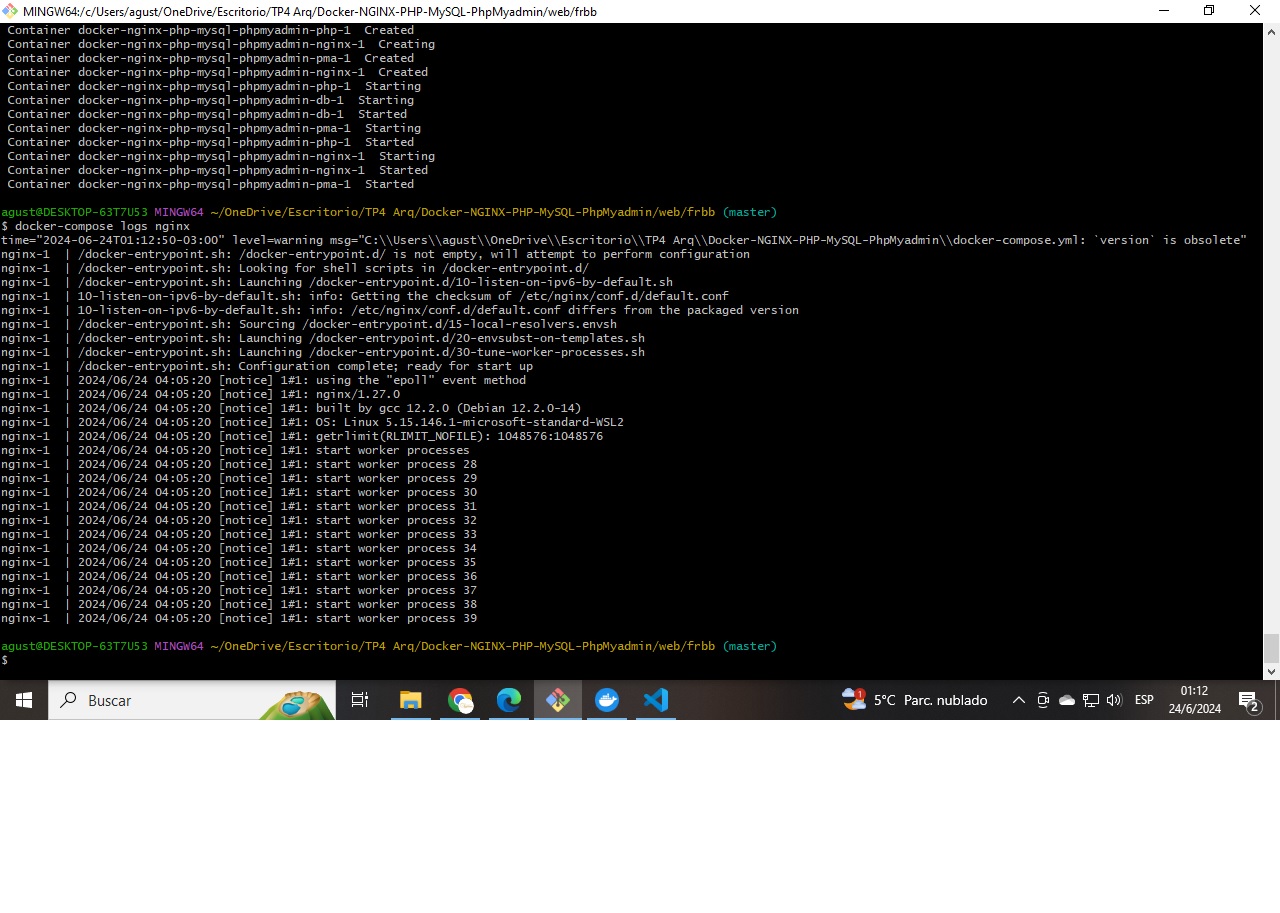 MINGW64:/c/Users/agust/OneDrive/Escritorio/TP4 Arq/Docker-NGINX-PHP-MySQL-PhpMyadmin/web/frbb
Container docker-nginx-php-mysql-phpmyadmin-php-1  Created
Container docker-nginx-php-mysql-phpmyadmin-nginx-1  Creating
Container docker-nginx-php-mysql-phpmyadmin-pma-1  Created
Container docker-nginx-php-mysql-phpmyadmin-nginx-1  Created
Container docker-nginx-php-mysql-phpmyadmin-php-1  Starting
Container docker-nginx-php-mysql-phpmyadmin-db-1  Starting
Container docker-nginx-php-mysql-phpmyadmin-db-1  Started
Container docker-nginx-php-mysql-phpmyadmin-pma-1  Starting
Container docker-nginx-php-mysql-phpmyadmin-php-1  Started
Container docker-nginx-php-mysql-phpmyadmin-nginx-1  Starting
Container docker-nginx-php-mysql-phpmyadmin-nginx-1  Started
Container docker-nginx-php-mysql-phpmyadmin-pma-1  Started
agust@DESKTOP-63T7U53 MINGW64 ~/OneDrive/Escritorio/TP4 Arq/Docker-NGINX-PHP-MySQL-PhpMyadmin/web/frbb (master)
$ docker-compose logs nginx
time="2024-06-24T01:12:50-03:00" level=warning msg="C:\\Users\\agust\\OneDrive\\Escritorio\\TP4 Arq\\Docker-NGINX-PHP-MySQL-PhpMyadmin\\docker-compose.yml: `version` is obsolete"
nginx-1  | /docker-entrypoint.sh: /docker-entrypoint.d/ is not empty, will attempt to perform configuration
nginx-1  | /docker-entrypoint.sh: Looking for shell scripts in /docker-entrypoint.d/
nginx-1  | /docker-entrypoint.sh: Launching /docker-entrypoint.d/10-listen-on-ipv6-by-default.sh
nginx-1  | 10-listen-on-ipv6-by-default.sh: info: Getting the checksum of /etc/nginx/conf.d/default.conf
nginx-1  | 10-listen-on-ipv6-by-default.sh: info: /etc/nginx/conf.d/default.conf differs from the packaged version
nginx-1  | /docker-entrypoint.sh: Sourcing /docker-entrypoint.d/15-local-resolvers.envsh
nginx-1  | /docker-entrypoint.sh: Launching /docker-entrypoint.d/20-envsubst-on-templates.sh
nginx-1  | /docker-entrypoint.sh: Launching /docker-entrypoint.d/30-tune-worker-processes.sh
nginx-1  | /docker-entrypoint.sh: Configuration complete; ready for start up
nginx-1  | 2024/06/24 04:05:20 [notice] 1#1: using the "epoll" event method
nginx-1  | 2024/06/24 04:05:20 [notice] 1#1: nginx/1.27.0
nginx-1  | 2024/06/24 04:05:20 [notice] 1#1: built by gcc 12.2.0 (Debian 12.2.0-14)
nginx-1  | 2024/06/24 04:05:20 [notice] 1#1: OS: Linux 5.15.146.1-microsoft-standard-WSL2
nginx-1  | 2024/06/24 04:05:20 [notice] 1#1: getrlimit(RLIMIT_NOFILE): 1048576:1048576
nginx-1  | 2024/06/24 04:05:20 [notice] 1#1: start worker processes
nginx-1  | 2024/06/24 04:05:20 [notice] 1#1: start worker process 28
nginx-1  | 2024/06/24 04:05:20 [notice] 1#1: start worker process 29
nginx-1  | 2024/06/24 04:05:20 [notice] 1#1: start worker process 30
nginx-1  | 2024/06/24 04:05:20 [notice] 1#1: start worker process 31
nginx-1  | 2024/06/24 04:05:20 [notice] 1#1: start worker process 32
nginx-1  | 2024/06/24 04:05:20 [notice] 1#1: start worker process 33
nginx-1  | 2024/06/24 04:05:20 [notice] 1#1: start worker process 34
nginx-1  | 2024/06/24 04:05:20 [notice] 1#1: start worker process 35
nginx-1  | 2024/06/24 04:05:20 [notice] 1#1: start worker process 36
nginx-1  | 2024/06/24 04:05:20 [notice] 1#1: start worker process 37
nginx-1  | 2024/06/24 04:05:20 [notice] 1#1: start worker process 38
nginx-1  | 2024/06/24 04:05:20 [notice] 1#1: start worker process 39
agust@DESKTOP-63T7U53 MINGW64 ~/OneDrive/Escritorio/TP4 Arq/Docker-NGINX-PHP-MySQL-PhpMyadmin/web/frbb (master)
$
Buscar
1
5°C Parc. nublado
ESP
01:12
24/6/2024
2